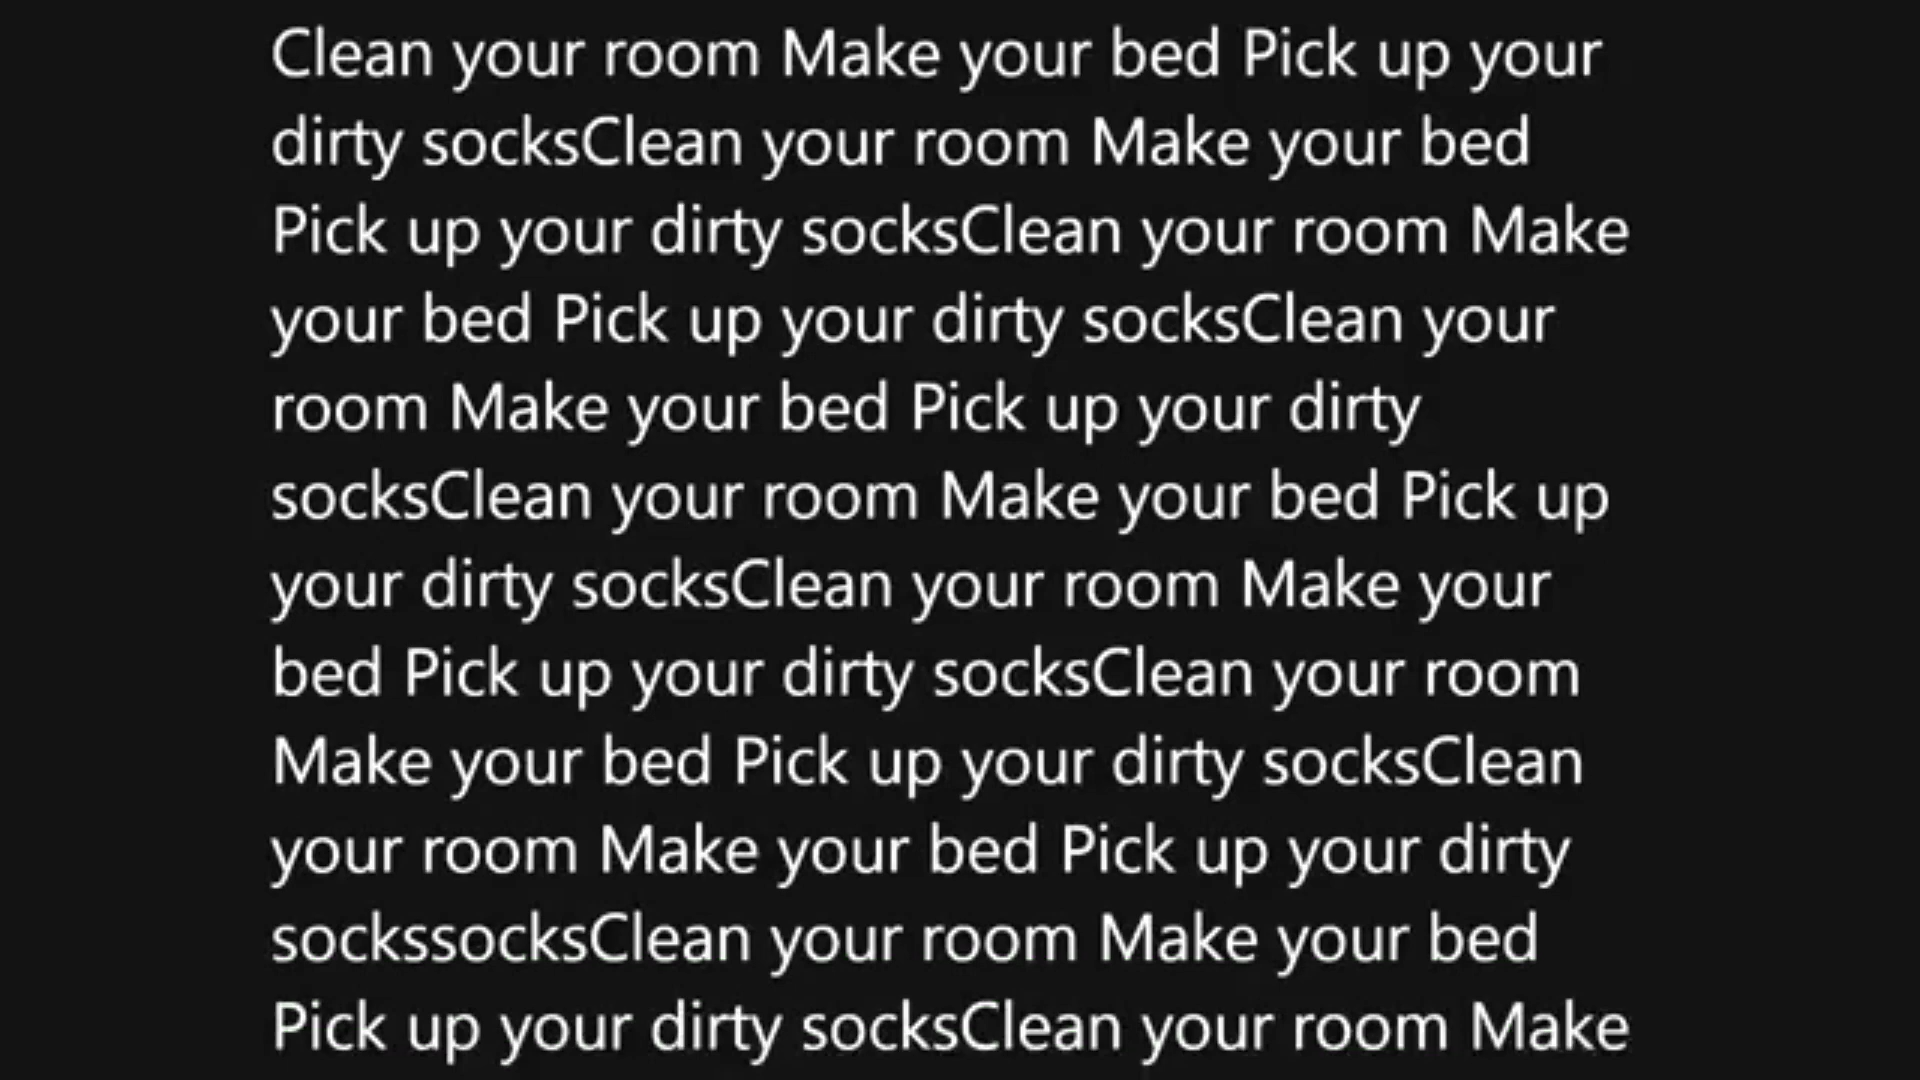 Clean your room Make your bed Pick up your
dirty socksClean your room Make your bed
Pick up your dirty socksClean your room Make
your bed Pick up your dirty socksClean your
room Make your bed Pick up your dirty
socksClean your room Make your bed Pick up
your dirty socksClean your room Make your
bed Pick up your dirty socksClean your room
Make your bed Pick up your dirty socksClean
your room Make your bed Pick up your dirty
sockssocksClean your room Make your bed
Pick up your dirty socksClean your room Make